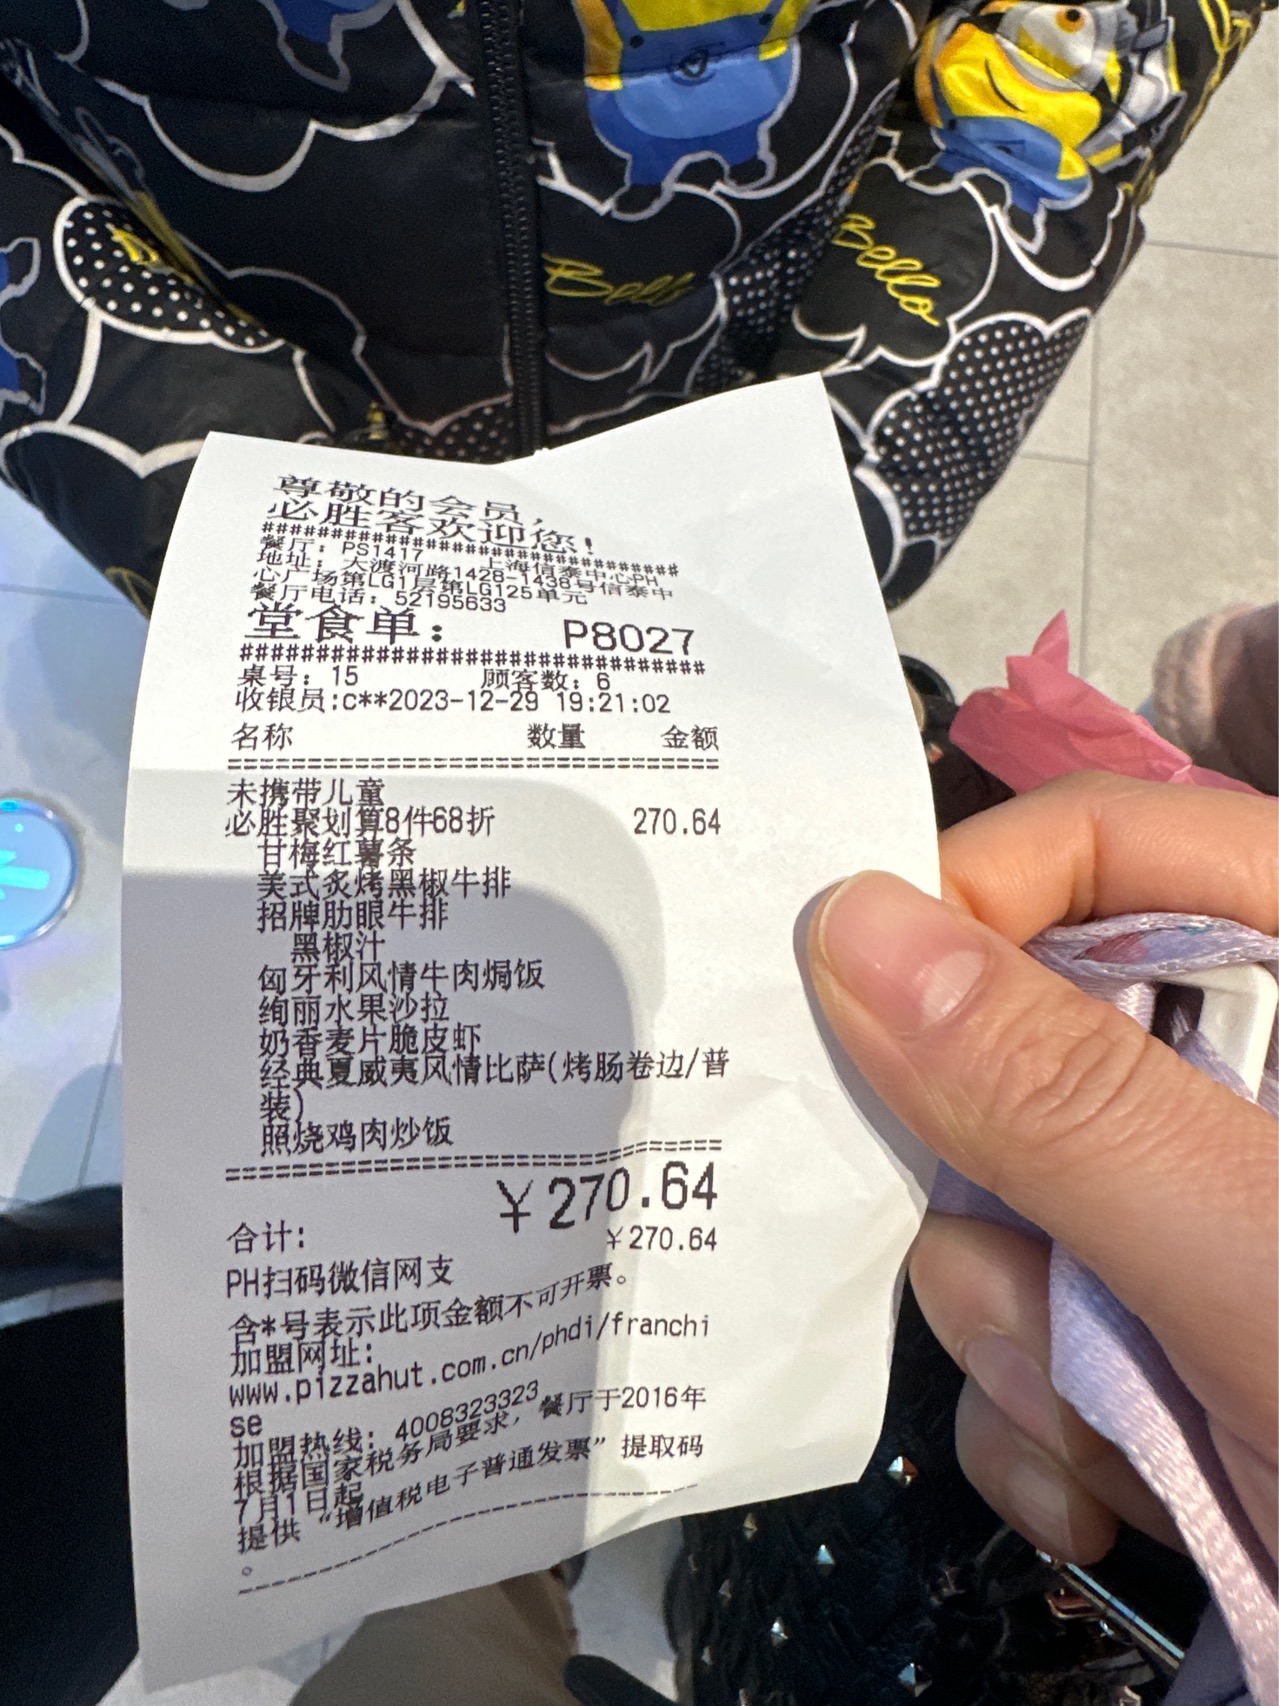 Bello
Bello
尊敬的会员，
必胜客欢迎您！
##################################
餐厅：PS1417 上海信泰中心PH
地址：大渡河路1428-1438号信泰中
心广场第LG1层第LG125单元
餐厅电话：52195633
堂食单： P8027
##################################
桌号：15 顾客数：6
收银员:c**2023-12-29 19:21:02
名称 数量 金额
==================================
未携带儿童
必胜聚划算8件68折 270.64
甘梅红薯条
美式炙烤黑椒牛排
招牌肋眼牛排
黑椒汁
匈牙利风情牛肉焗饭
绚丽水果沙拉
奶香麦片脆皮虾
经典夏威夷风情比萨(烤肠卷边/普
装)
照烧鸡肉炒饭
==================================
￥270.64
合计： ￥270.64
PH扫码微信网支
含*号表示此项金额不可开票。
加盟网址：
www.pizzahut.com.cn/phdi/franchi
se
加盟热线：4008323323
根据国家税务局要求，餐厅于2016年
7月1日起
提供“增值税电子普通发票”提取码
。